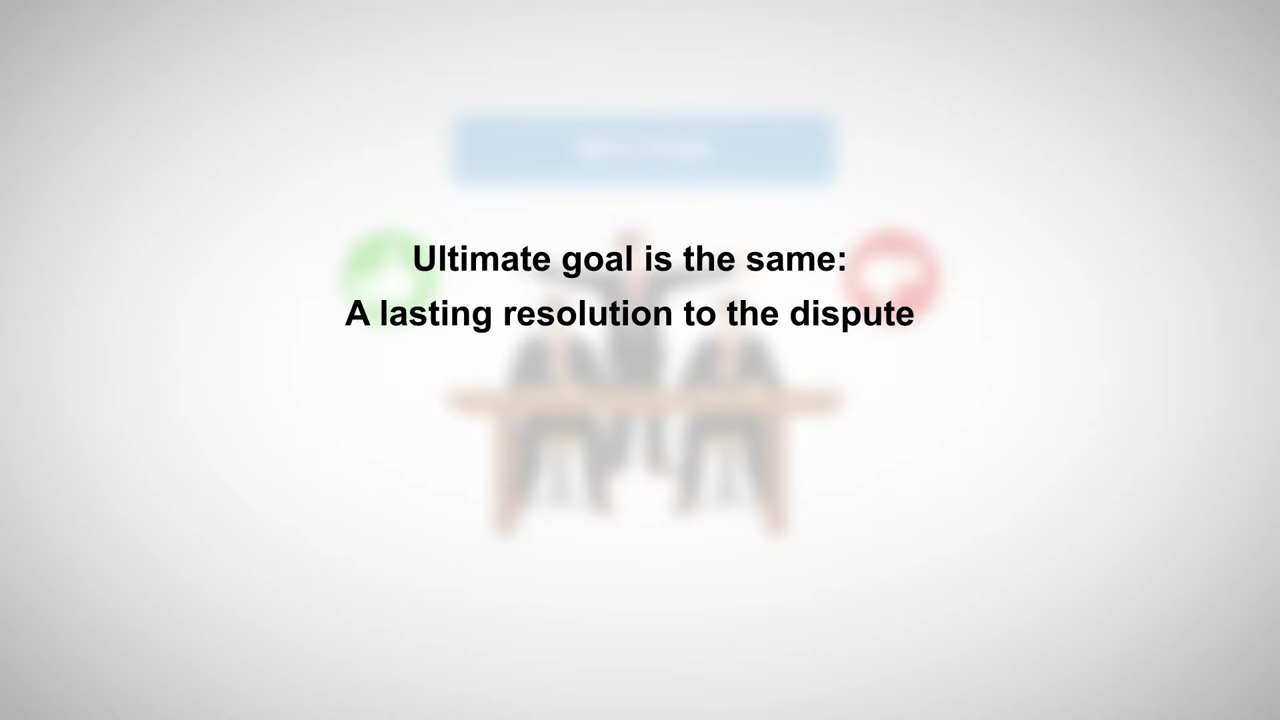 Ultimate goal is the same:
A lasting resolution to the dispute